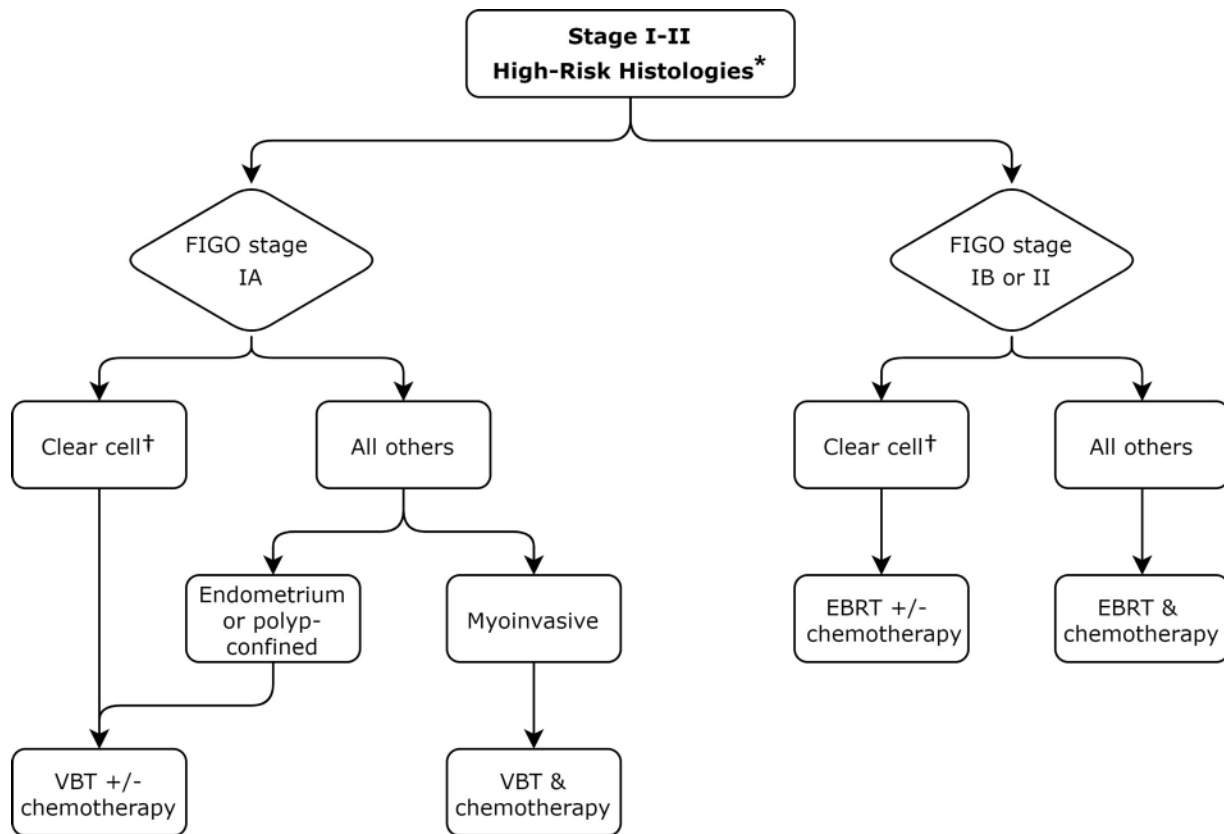 Stage I-II
High-Risk Histologies*
FIGO stage
IA
FIGO stage
IB or II
Clear cell†
All others
Clear cell†
All others
Endometrium
or polyp-
confined
Myoinvasive
EBRT +/-
chemotherapy
EBRT &
chemotherapy
VBT +/-
chemotherapy
VBT &
chemotherapy